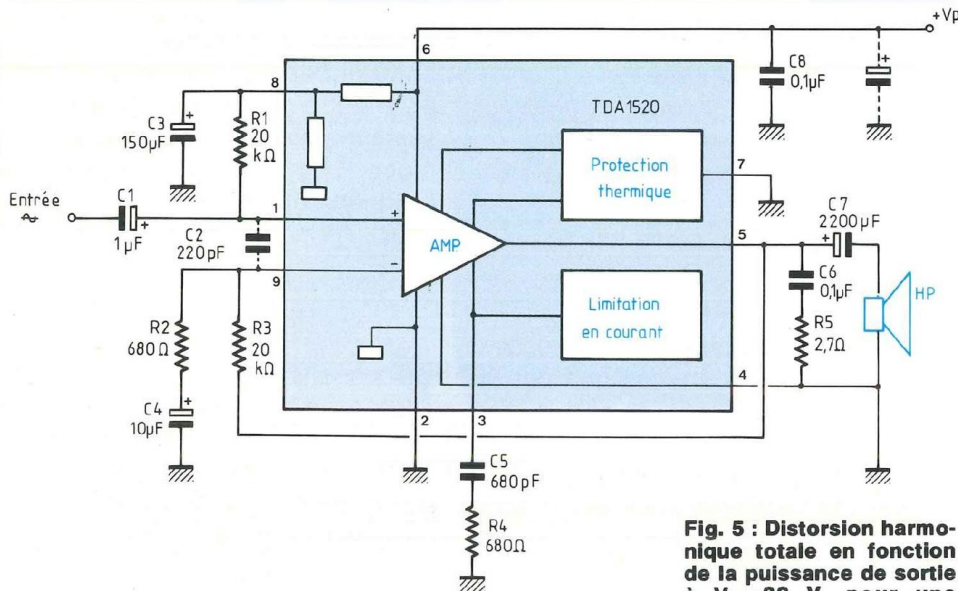 +Vp
6
8
C8
0,1µF
TDA1520
C3
150µF
R1
20
kΩ
Protection
thermique
7
Entrée
C1
1µF
1
C2
220pF
+
AMP
-
9
5
C7
2200µF
C6
0,1µF
HP
R2
680Ω
R3
20
kΩ
Limitation
en courant
R5
2,7Ω
4
C4
10µF
2
3
C5
680pF
R4
680Ω
Fig. 5 : Distorsion harmo-
nique totale en fonction
de la puissance de sortie